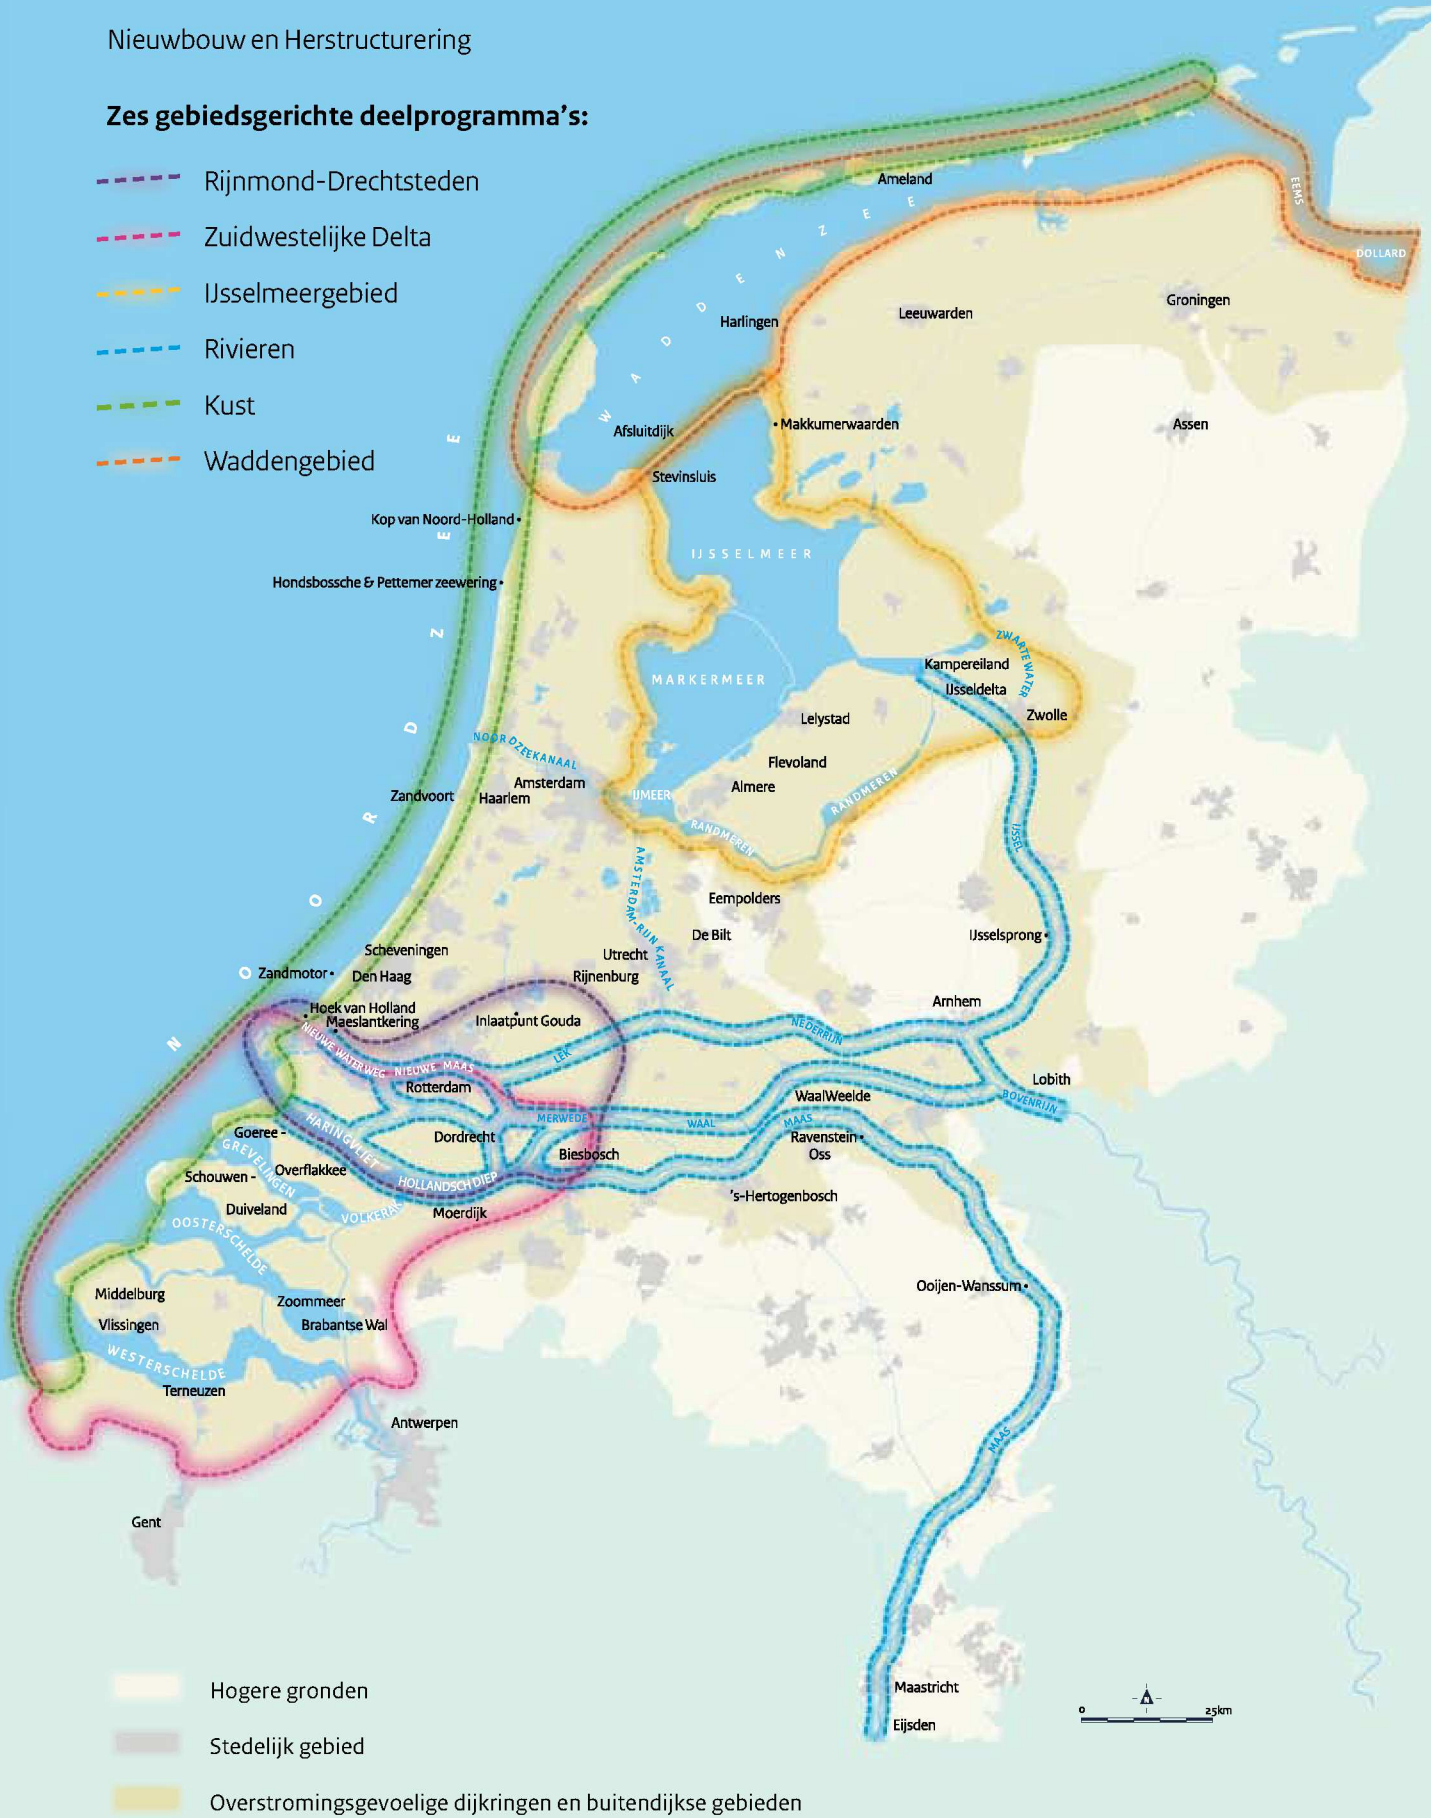 Nieuwbouw en Herstructurering
Zes gebiedsgerichte deelprogramma's:
Rijnmond-Drechtsteden
Zuidwestelijke Delta
IJsselmeergebied
Rivieren
Kust
Waddengebied
NOORDZEE
WADDENZEE
Ameland
EEMS
DOLLARD
Groningen
Leeuwarden
Harlingen
Assen
Afsluitdijk
Makkumerwaarden
Stevinsluis
Kop van Noord-Holland
IJSSELMEER
Hondsbossche & Pettemer zeewering
ZWARTE WATER
Kampereiland
IJsseldelta
MARKERMEER
Zwolle
Lelystad
NOORDZEEKANAAL
Flevoland
Amsterdam
Almere
IJMEER
RANDMEREN
Zandvoort
Haarlem
RANDMEREN
IJSSEL
AMSTERDAM-RIJN KANAAL
Eempolders
De Bilt
IJsselsprong
Scheveningen
Utrecht
Zandmotor
Den Haag
Rijnenburg
Arnhem
Hoek van Holland
Maeslantkering
Inlaatpunt Gouda
NIEUWE WATERWEG
NIEUWE MAAS
LEK
NEDERRIJN
Rotterdam
Lobith
WaalWeelde
BOVENRIJN
HARINGVLIET
MERWEDE
WAAL
MAAS
Goeree -
Overflakkee
Dordrecht
Ravenstein
Oss
GREVELINGEN
Biesbosch
Schouwen -
Duiveland
HOLLANDSCH DIEP
's-Hertogenbosch
VOLKERAK
Moerdijk
OOSTERSCHELDE
Ooijen-Wanssum
Middelburg
Zoommeer
Vlissingen
Brabantse Wal
WESTERSCHELDE
Terneuzen
Antwerpen
MAAS
Gent
Maastricht
Eijsden
N
0
25km
Hogere gronden
Stedelijk gebied
Overstromingsgevoelige dijkringen en buitendijkse gebieden